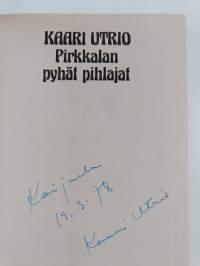 KAARI UTRIO
Pirkkalan
pyhät pihlajat
19.3.78
Kaari Utrio